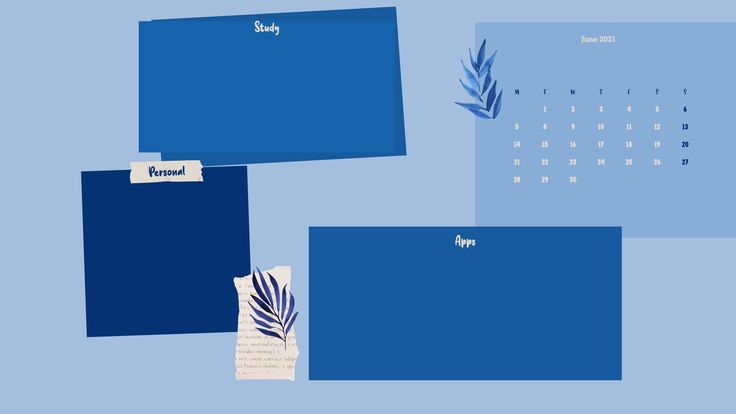 Study
June 2021
M T W T F S S
1 2 3 4 5 6
5 8 9 10 11 12 13
14 15 16 17 18 19 20
21 22 23 24 25 26 27
28 29 30
Personal
Apps